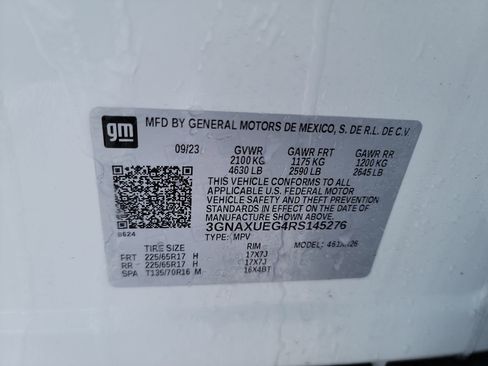 gm
MFD BY GENERAL MOTORS DE MEXICO, S. DE R.L. DE C.V.
09/23 GVWR GAWR FRT GAWR RR
2100 KG 1175 KG 1200 KG
4630 LB 2590 LB 2645 LB
THIS VEHICLE CONFORMS TO ALL
APPLICABLE U.S. FEDERAL MOTOR
VEHICLE SAFETY AND THEFT PREVENTION
STANDARDS IN EFFECT ON THE DATE OF
MANUFACTURE SHOWN ABOVE.
3GNAXUEG4RS145276
TYPE: MPV MODEL:
B624
TIRE SIZE RIM
FRT 225/65R17 H 17X7J
RR 225/65R17 H 17X7J
SPA T135/70R16 M 16X4BT